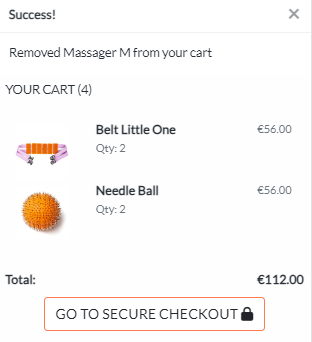 Success!
×
Removed Massager M from your cart
YOUR CART (4)
Belt Little One €56.00
Qty: 2
Needle Ball €56.00
Qty: 2
Total: €112.00
GO TO SECURE CHECKOUT